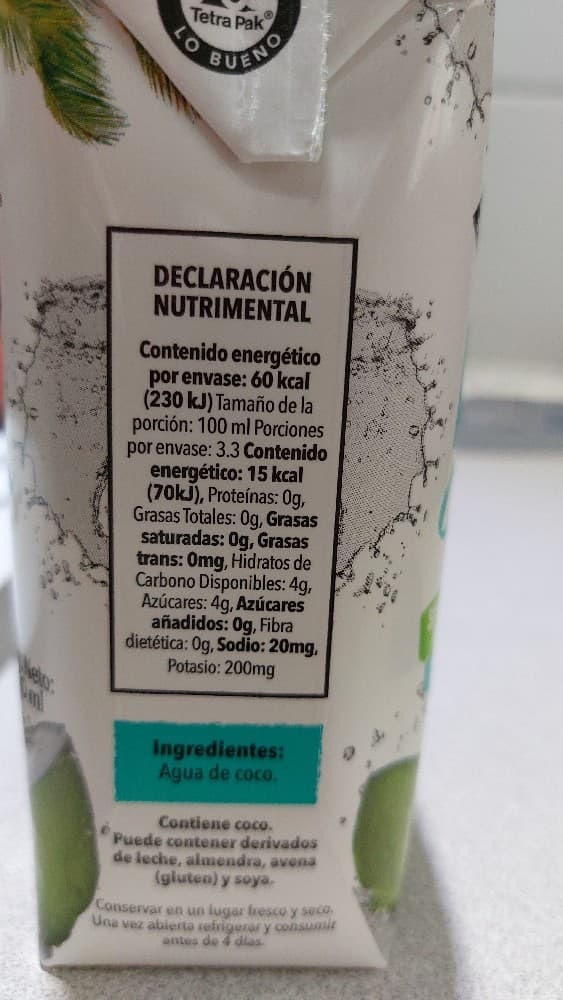 Tetra Pak®
LO BUENO
DECLARACIÓN
NUTRIMENTAL
Contenido energético
por envase: 60 kcal
(230 kJ) Tamaño de la
porción: 100 ml Porciones
por envase: 3.3 Contenido
energético: 15 kcal
(70kJ), Proteínas: 0g,
Grasas Totales: 0g, Grasas
saturadas: 0g, Grasas
trans: 0mg, Hidratos de
Carbono Disponibles: 4g,
Azúcares: 4g, Azúcares
añadidos: 0g, Fibra
dietética: 0g, Sodio: 20mg,
Potasio: 200mg
Neto:
ml
Ingredientes:
Agua de coco.
Contiene coco.
Puede contener derivados
de leche, almendra, avena
(gluten) y soya.
Conservar en un lugar fresco y seco.
Una vez abierta refrigerar y consumir
antes de 4 días.